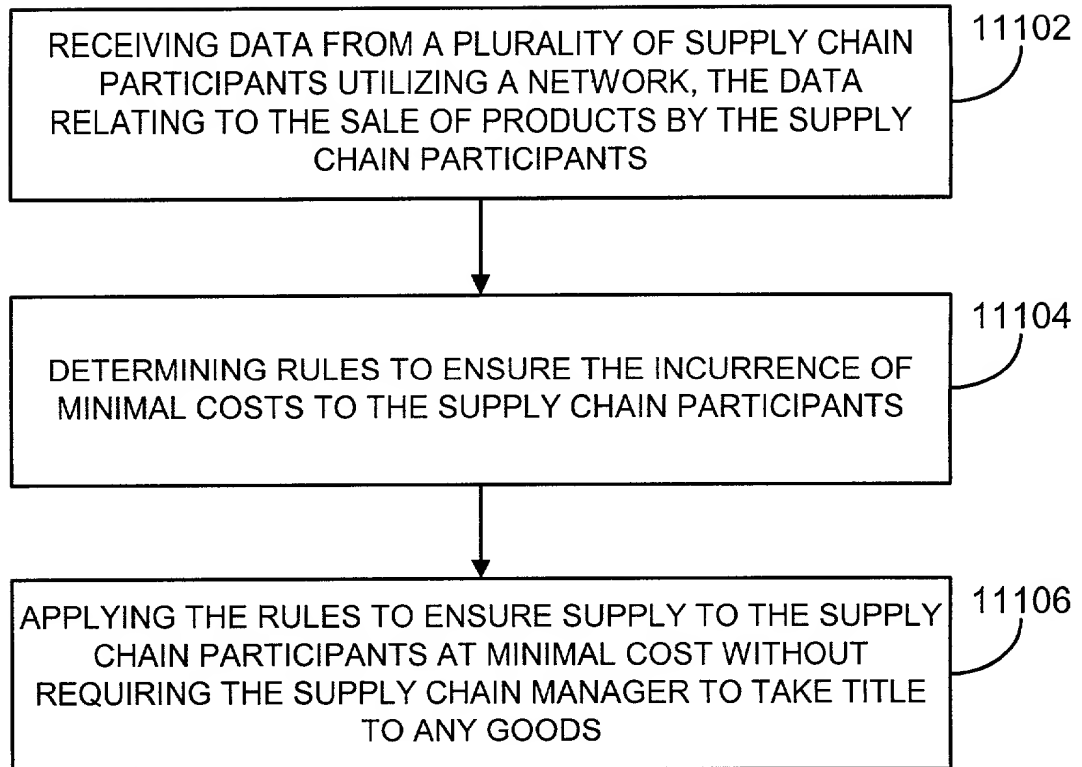 RECEIVING DATA FROM A PLURALITY OF SUPPLY CHAIN
PARTICIPANTS UTILIZING A NETWORK, THE DATA
RELATING TO THE SALE OF PRODUCTS BY THE SUPPLY
CHAIN PARTICIPANTS
11102
DETERMINING RULES TO ENSURE THE INCURRENCE OF
MINIMAL COSTS TO THE SUPPLY CHAIN PARTICIPANTS
11104
APPLYING THE RULES TO ENSURE SUPPLY TO THE SUPPLY
CHAIN PARTICIPANTS AT MINIMAL COST WITHOUT
REQUIRING THE SUPPLY CHAIN MANAGER TO TAKE TITLE
TO ANY GOODS
11106